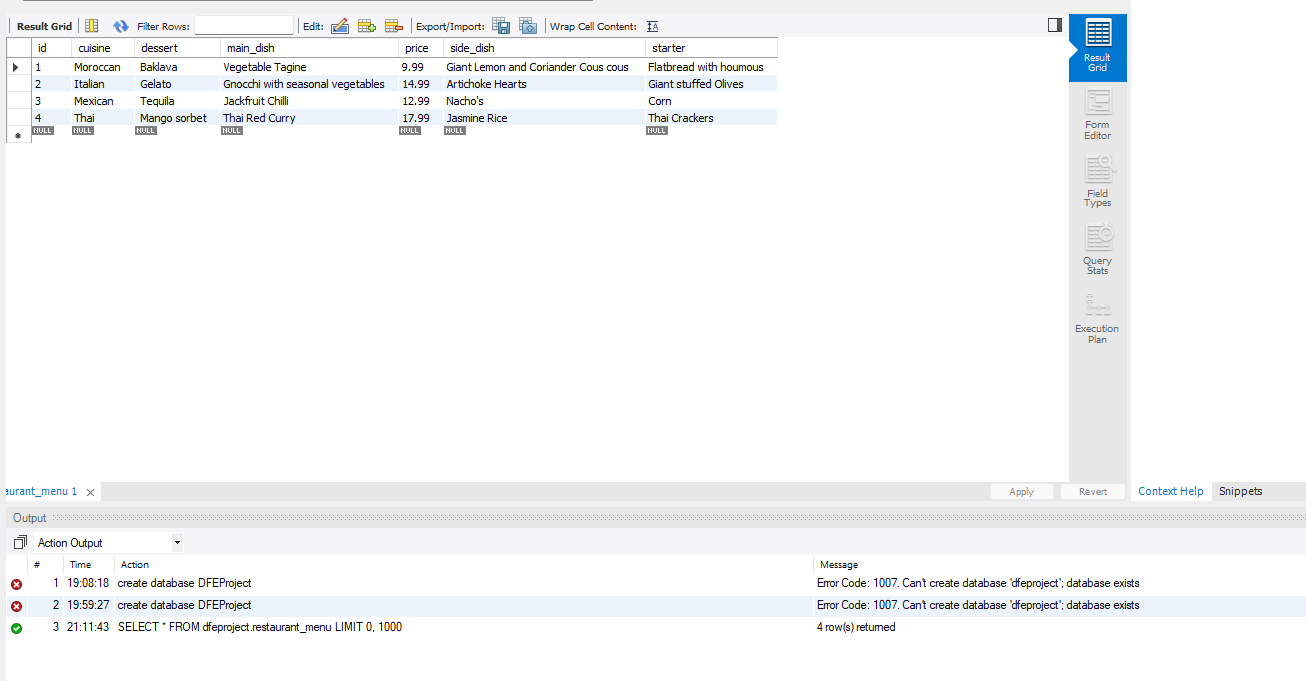 Result Grid Filter Rows: Edit: Export/Import: Wrap Cell Content: IA
id cuisine dessert main_dish price side_dish starter
1 Moroccan Baklava Vegetable Tagine 9.99 Giant Lemon and Coriander Cous cous Flatbread with houmous
2 Italian Gelato Gnocchi with seasonal vegetables 14.99 Artichoke Hearts Giant stuffed Olives
3 Mexican Tequila Jackfruit Chilli 12.99 Nacho's Corn
4 Thai Mango sorbet Thai Red Curry 17.99 Jasmine Rice Thai Crackers
NULL NULL NULL NULL NULL NULL NULL
Result
Grid
Form
Editor
Field
Types
Query
Stats
Execution
Plan
aurant_menu 1 Apply Revert Context Help Snippets
Output
Action Output
# Time Action Message
1 19:08:18 create database DFEProject Error Code: 1007. Can't create database 'dfeproject'; database exists
2 19:59:27 create database DFEProject Error Code: 1007. Can't create database 'dfeproject'; database exists
3 21:11:43 SELECT * FROM dfeproject.restaurant_menu LIMIT 0, 1000 4 row(s) returned